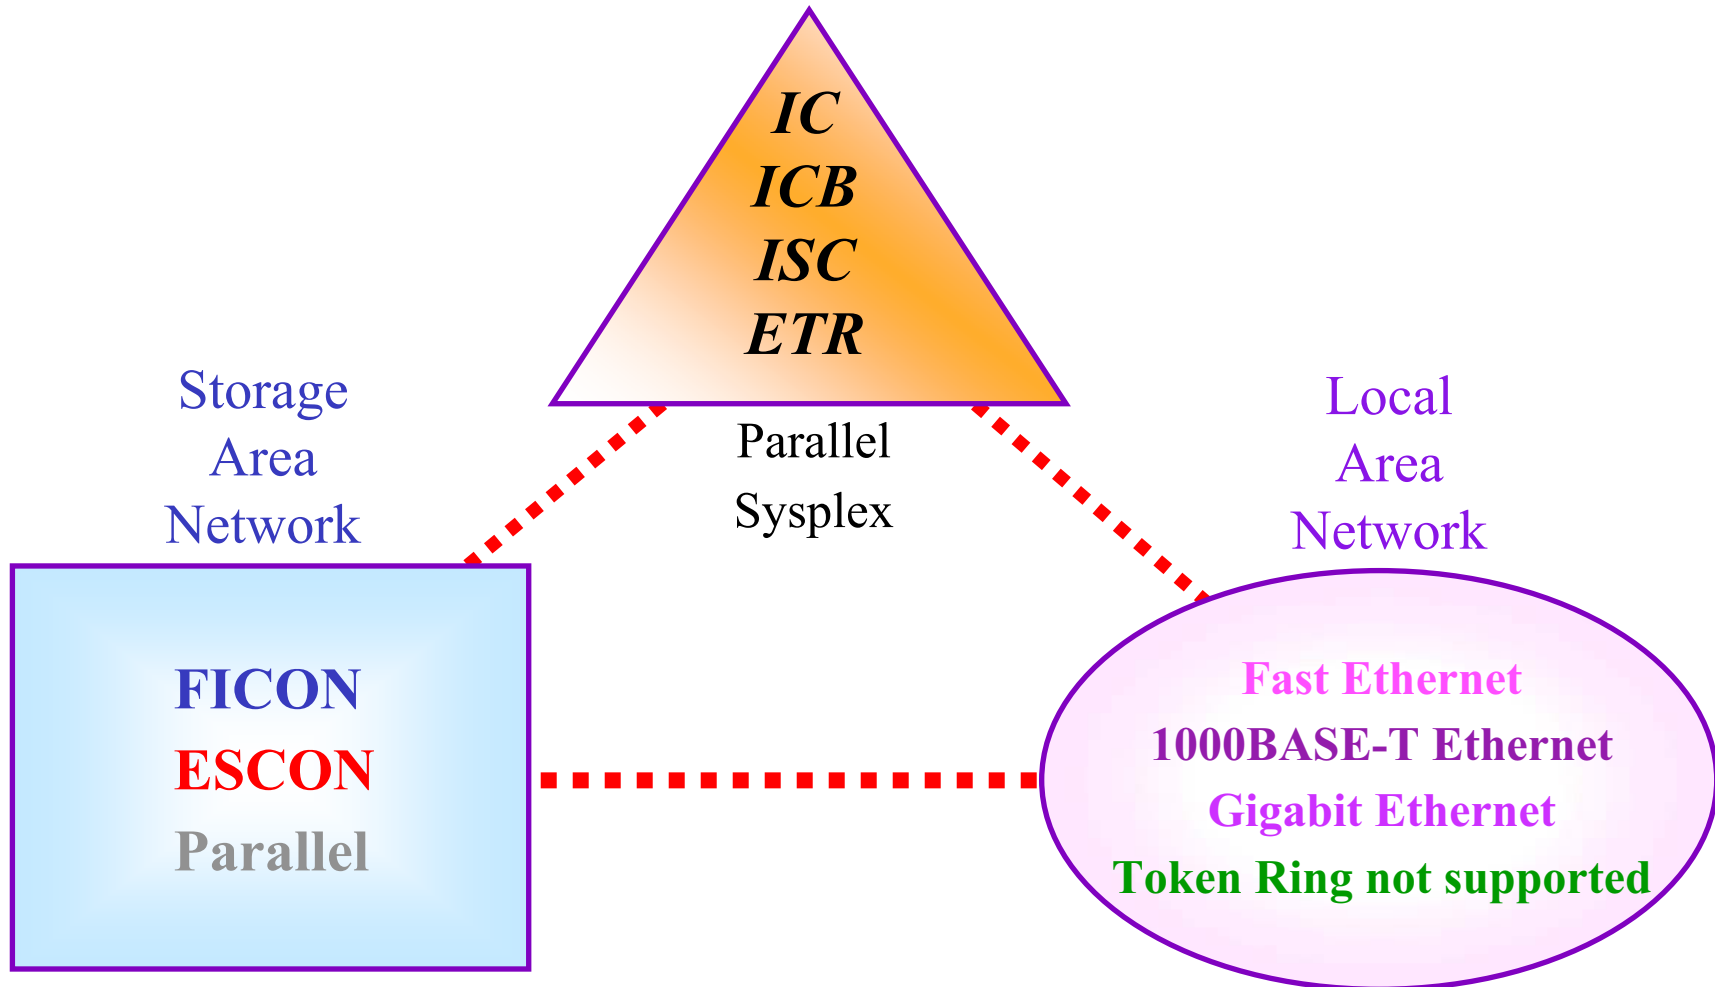 IC
ICB
ISC
ETR
Parallel
Sysplex
Storage
Area
Network
FICON
ESCON
Parallel
Local
Area
Network
Fast Ethernet
1000BASE-T Ethernet
Gigabit Ethernet
Token Ring not supported